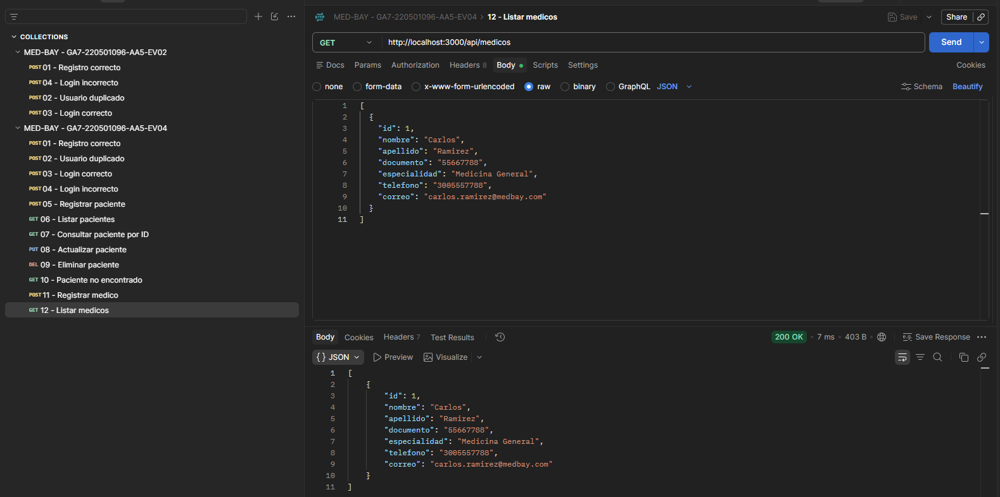 COLLECTIONS
MED-BAY - GA7-220501096-AA5-EV02
POST 01 - Registro correcto
POST 04 - Login incorrecto
POST 02 - Usuario duplicado
POST 03 - Login correcto
MED-BAY - GA7-220501096-AA5-EV04
POST 01 - Registro correcto
POST 02 - Usuario duplicado
POST 03 - Login correcto
POST 04 - Login incorrecto
POST 05 - Registrar paciente
GET 06 - Listar pacientes
GET 07 - Consultar paciente por ID
PUT 08 - Actualizar paciente
DEL 09 - Eliminar paciente
GET 10 - Paciente no encontrado
POST 11 - Registrar medico
GET 12 - Listar medicos
HTTP MED-BAY - GA7-220501096-AA5-EV04 > 12 - Listar medicos Save Share
GET http://localhost:3000/api/medicos Send
Docs Params Authorization Headers 8 Body Scripts Settings Cookies
none form-data x-www-form-urlencoded raw binary GraphQL JSON Schema Beautify
1 [
2 {
3 "id": 1,
4 "nombre": "Carlos",
5 "apellido": "Ramirez",
6 "documento": "55667788",
7 "especialidad": "Medicina General",
8 "telefono": "3005557788",
9 "correo": "carlos.ramirez@medbay.com"
10 }
11 ]
Body Cookies Headers 7 Test Results 200 OK • 7 ms • 403 B • e.g. Save Response
{} JSON Preview Visualize
1 [
2 {
3 "id": 1,
4 "nombre": "Carlos",
5 "apellido": "Ramirez",
6 "documento": "55667788",
7 "especialidad": "Medicina General",
8 "telefono": "3005557788",
9 "correo": "carlos.ramirez@medbay.com"
10 }
11 ]